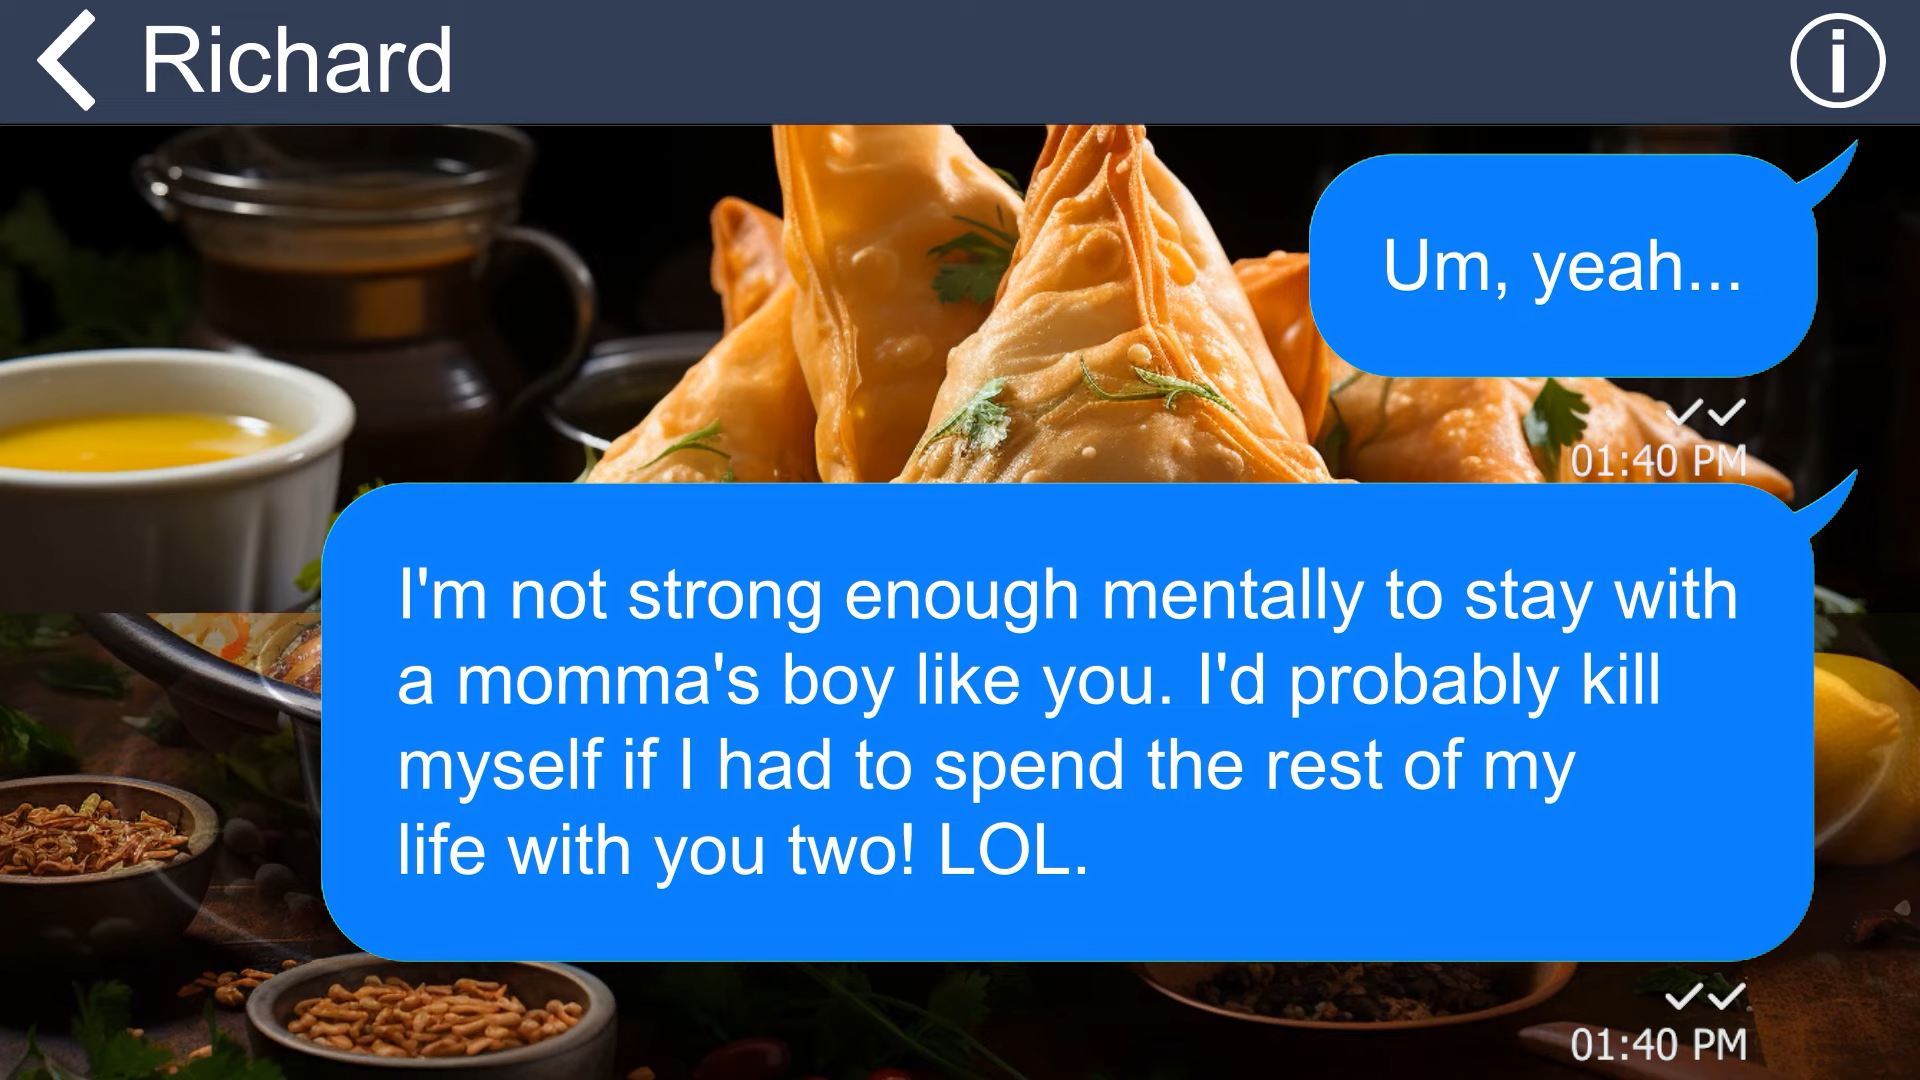 Richard
Um, yeah...
01:40 PM
I'm not strong enough mentally to stay with
a momma's boy like you. I'd probably kill
myself if I had to spend the rest of my
life with you two! LOL.
01:40 PM